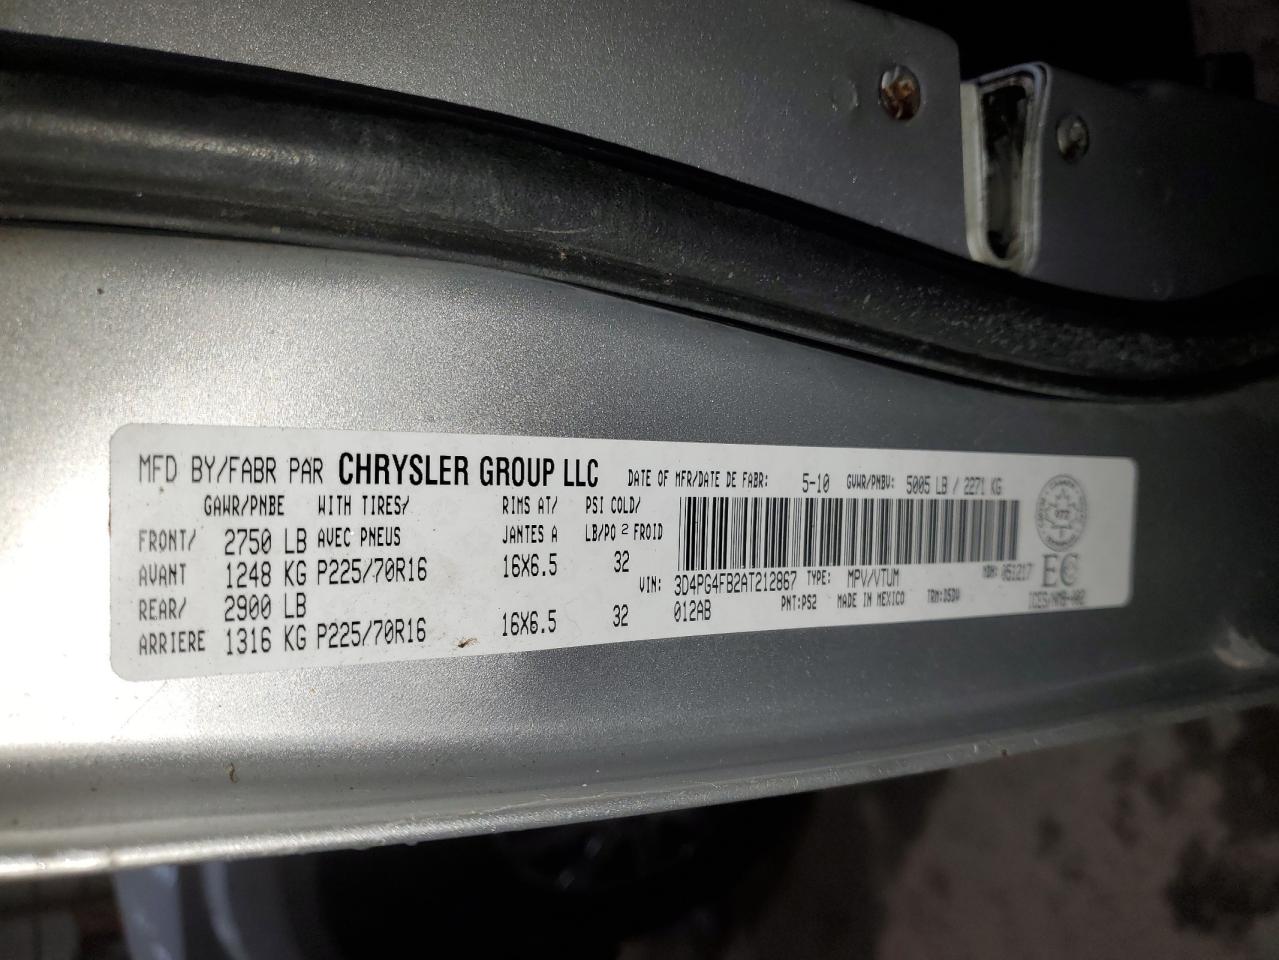 MFD BY/FABR PAR CHRYSLER GROUP LLC DATE OF MFR/DATE DE FABR: 5-10 GVWR/PNBV: 5005 LB / 2271 KG
GAWR/PNBE WITH TIRES/ RIMS AT/ PSI COLD/
FRONT/ 2750 LB AVEC PNEUS JANTES A LB/PO2 FROID
AVANT 1248 KG P225/70R16 16X6.5 32
REAR/ 2900 LB
ARRIERE 1316 KG P225/70R16 16X6.5 32
VIN: 3D4PG4FB2AT212867 TYPE: MPV/VTUM MDH: 051217
012AB PNT:PS2 MADE IN MEXICO
EC